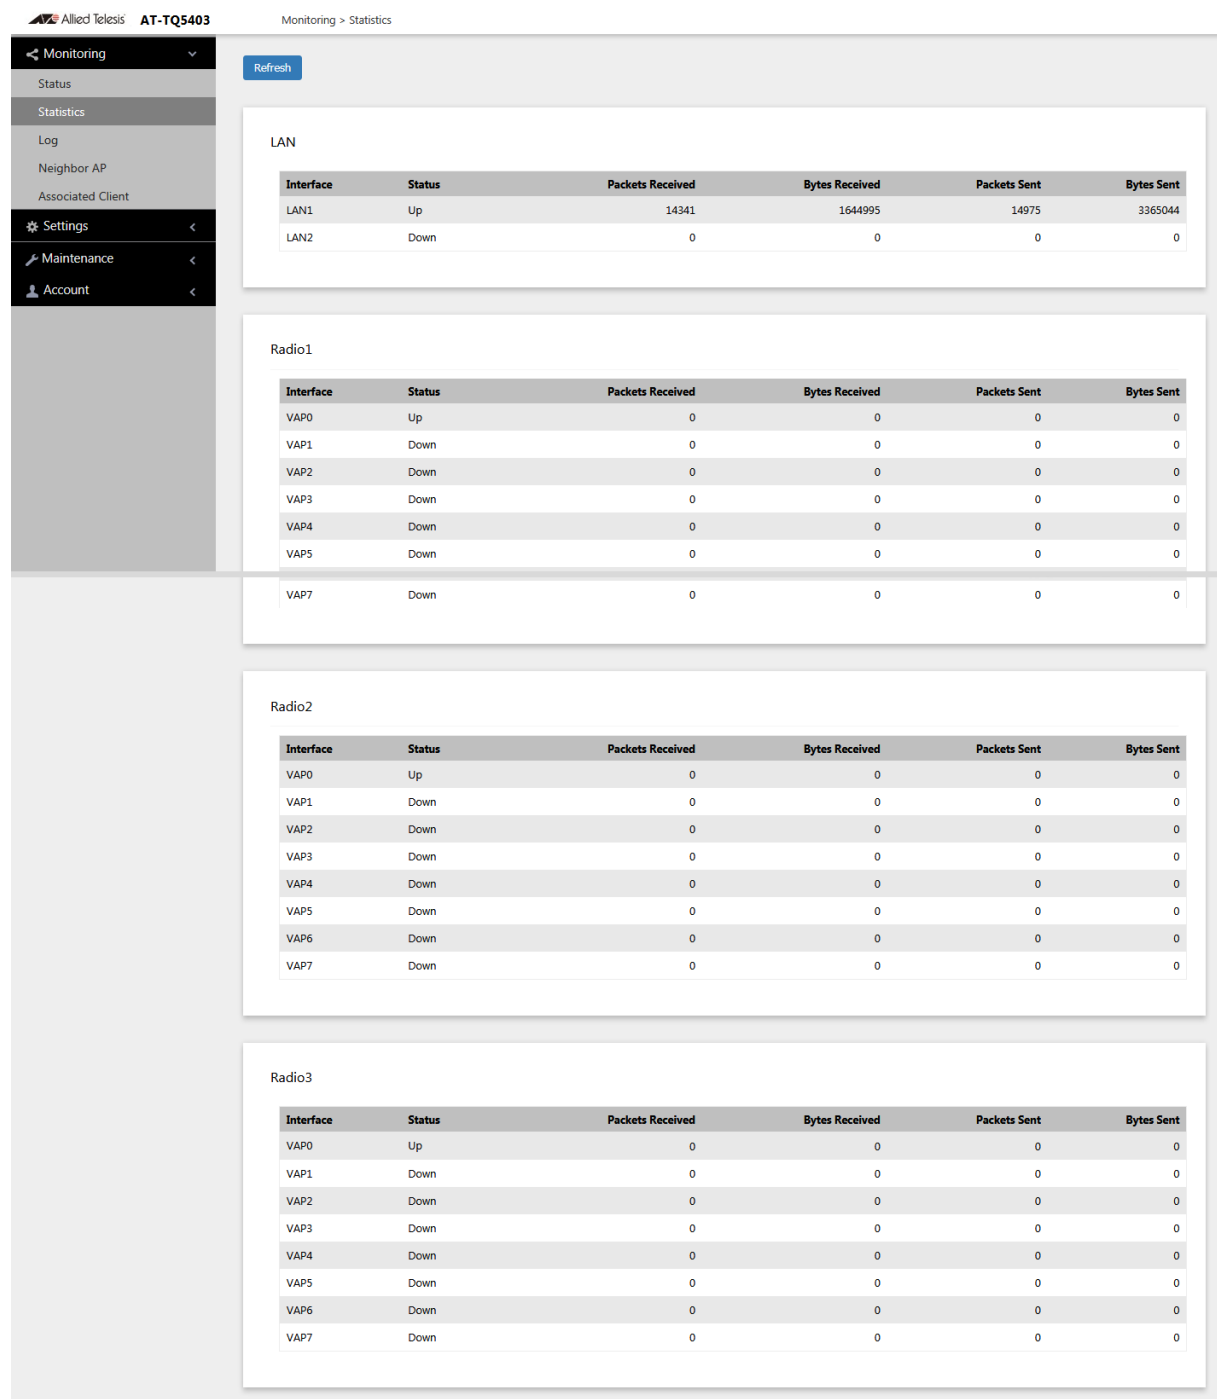 Allied Telesis AT-TQ5403 Monitoring > Statistics
Monitoring
Status
Statistics
Log
Neighbor AP
Associated Client
Settings
Maintenance
Account
Refresh
LAN
Interface Status Packets Received Bytes Received Packets Sent Bytes Sent
LAN1 Up 14341 1644995 14975 3365044
LAN2 Down 0 0 0 0
Radio1
Interface Status Packets Received Bytes Received Packets Sent Bytes Sent
VAP0 Up 0 0 0 0
VAP1 Down 0 0 0 0
VAP2 Down 0 0 0 0
VAP3 Down 0 0 0 0
VAP4 Down 0 0 0 0
VAP5 Down 0 0 0 0
VAP7 Down 0 0 0 0
Radio2
Interface Status Packets Received Bytes Received Packets Sent Bytes Sent
VAP0 Up 0 0 0 0
VAP1 Down 0 0 0 0
VAP2 Down 0 0 0 0
VAP3 Down 0 0 0 0
VAP4 Down 0 0 0 0
VAP5 Down 0 0 0 0
VAP6 Down 0 0 0 0
VAP7 Down 0 0 0 0
Radio3
Interface Status Packets Received Bytes Received Packets Sent Bytes Sent
VAP0 Up 0 0 0 0
VAP1 Down 0 0 0 0
VAP2 Down 0 0 0 0
VAP3 Down 0 0 0 0
VAP4 Down 0 0 0 0
VAP5 Down 0 0 0 0
VAP6 Down 0 0 0 0
VAP7 Down 0 0 0 0